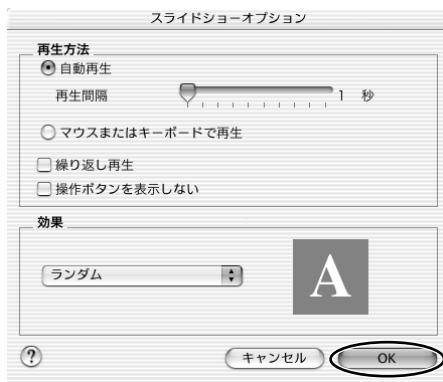 スライドショーオプション
再生方法
自動再生
再生間隔 1 秒
マウスまたはキーボードで再生
繰り返し再生
操作ボタンを表示しない
効果
ランダム
A
? キャンセル OK